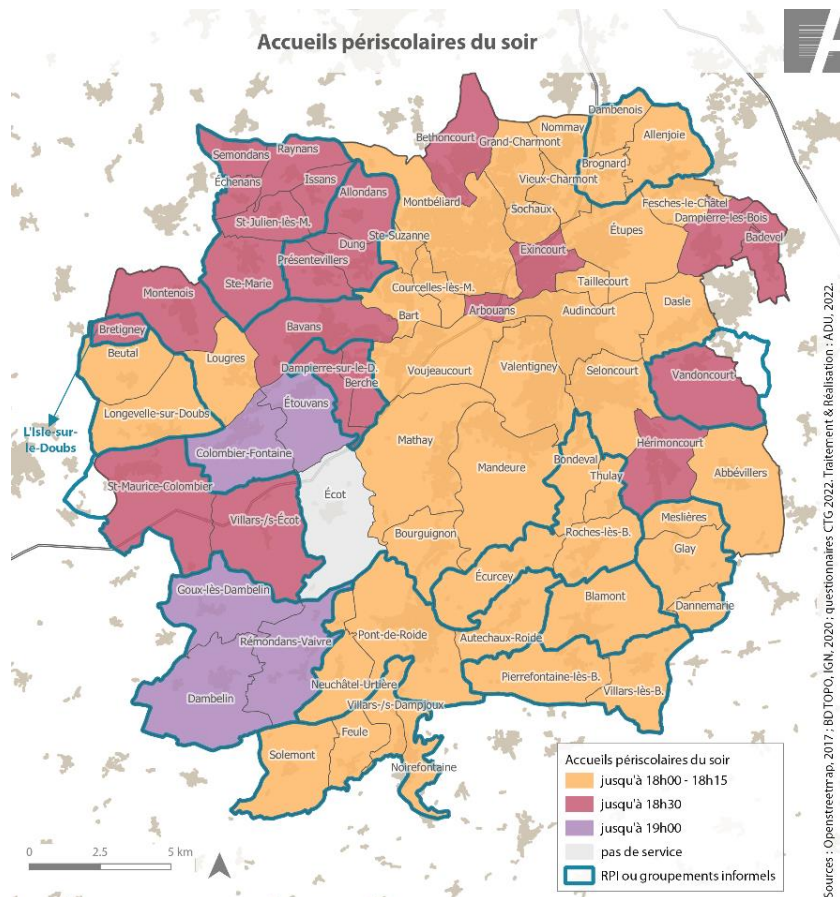 Accueils périscolaires du soir
Dambenois
Nommay
Bethoncourt
Grand-Charmont
Allenjoie
Raynans
Semondans
Brognard
Issans
Vieux-Charmont
Échenans
Allondans
Montbéliard
Fesches-le-Châtel
Sochaux
Dampierre-les-Bois
St-Julien-lès-M.
Ste-Suzanne
Étupes
Badevel
Dung
Exincourt
Présentevillers
Ste-Marie
Taillecourt
Courcelles-lès-M.
Montenois
Dasle
Arbouans
Audincourt
Bart
Bavans
Bretigney
Beutal
Lougres
Dampierre-sur-le-D.
Voujeaucourt
Valentigney
Seloncourt
Vandoncourt
Berche
Étouvans
Longevelle-sur-Doubs
L'Isle-sur-
le-Doubs
Mathay
Hérimoncourt
Colombier-Fontaine
Bondeval
Mandeure
Abbévillers
Thulay
St-Maurice-Colombier
Écot
Villars-/s-Écot
Meslières
Bourguignon
Roches-lès-B.
Glay
Écurcey
Goux-lès-Dambelin
Blamont
Dannemarie
Pont-de-Roide
Autechaux-Roide
Rémondans-Vaivre
Pierrefontaine-lès-B.
Neuchâtel-Urtière
Villars-lès-B.
Dambelin
Villars-/s-Dampjoux
Feule
Solemont
Noirefontaine
Accueils périscolaires du soir
jusqu'à 18h00 - 18h15
jusqu'à 18h30
jusqu'à 19h00
pas de service
RPI ou groupements informels
0 2.5 5 km
Sources : Openstreetmap, 2017 ; BDTOPO, IGN, 2020 ; questionnaires CTG 2022. Traitement & Réalisation : ADU, 2022.